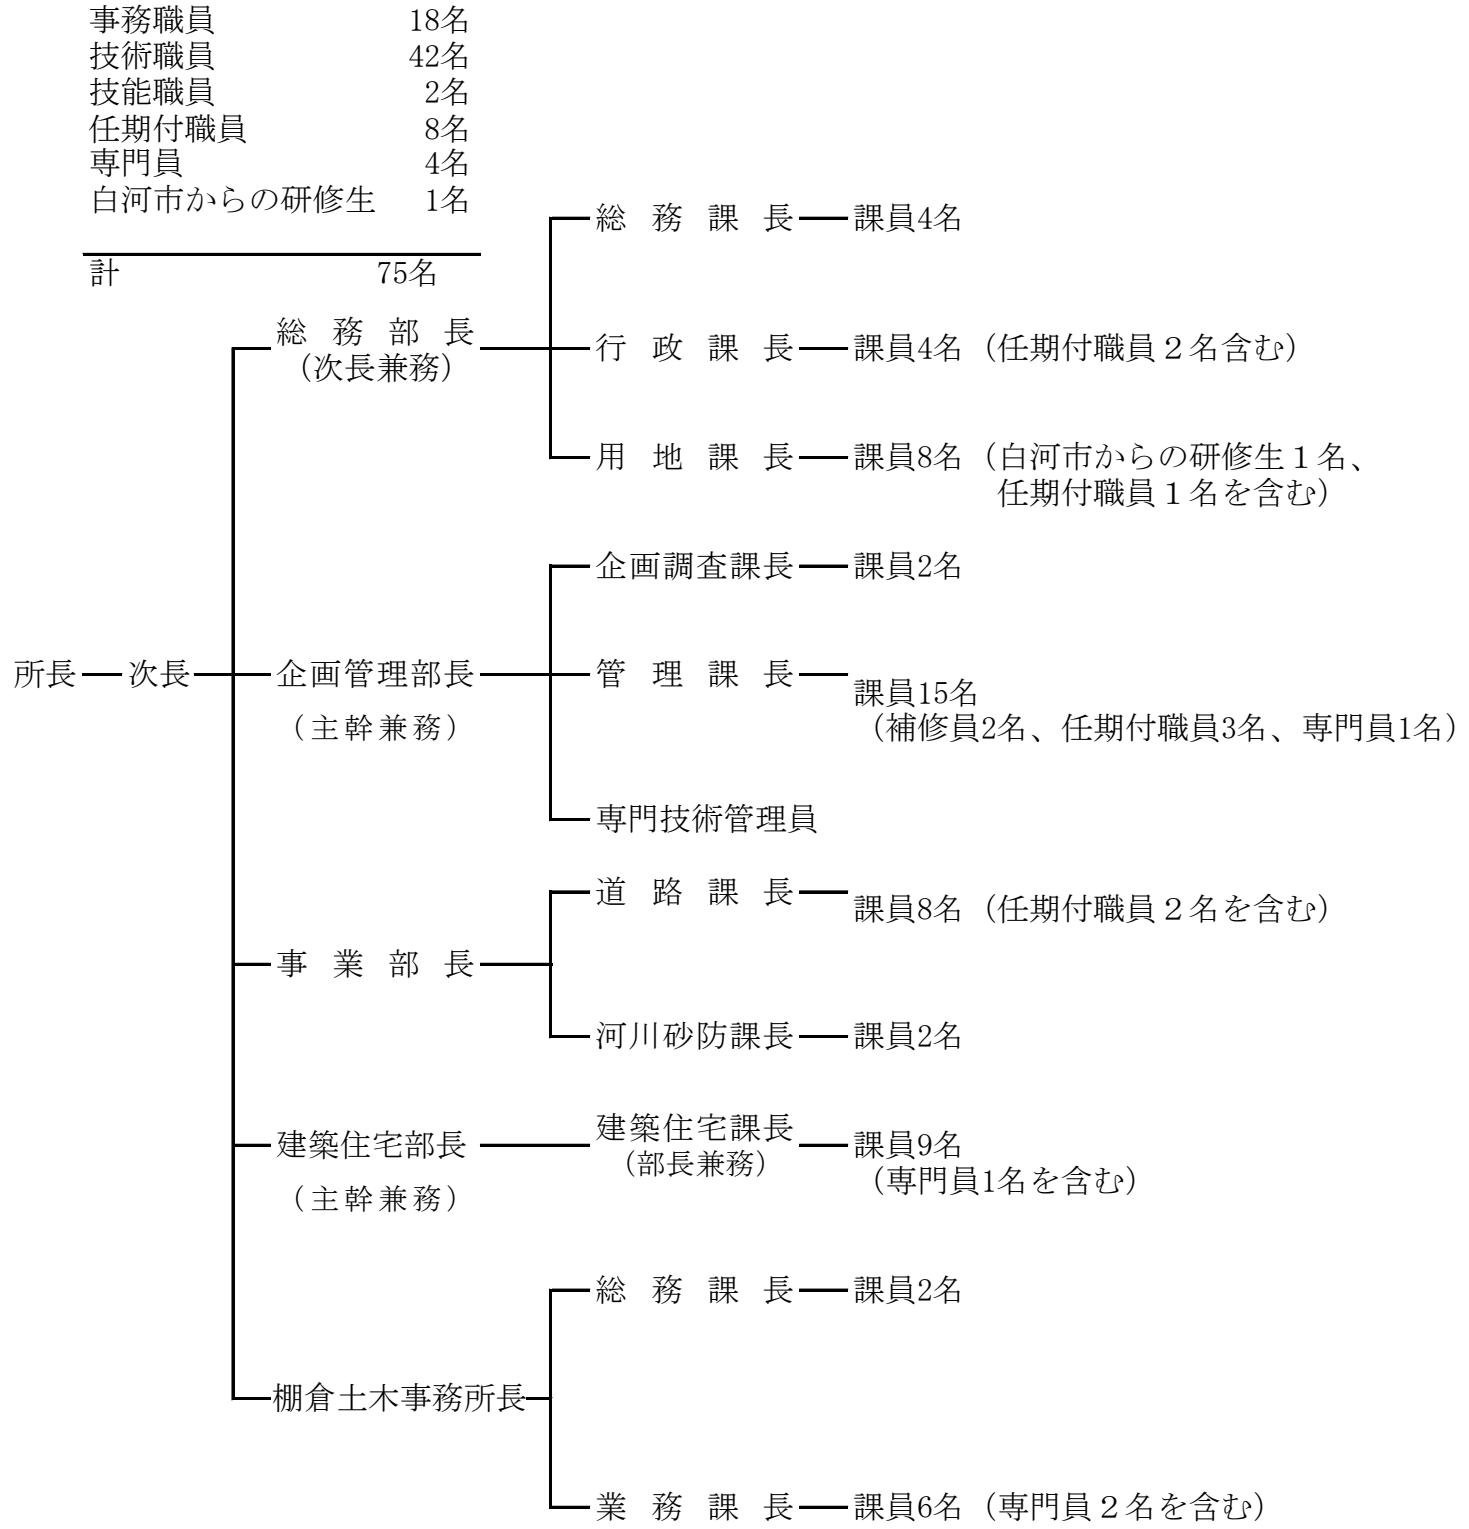 事務職員 18名
技術職員 42名
技能職員 2名
任期付職員 8名
専門員 4名
白河市からの研修生 1名
計 75名
総務課長 課員4名
総務部長
(次長兼務)
行政課長 課員4名（任期付職員２名含む）
用地課長 課員8名（白河市からの研修生１名、
任期付職員１名を含む）
企画調査課長 課員2名
所長 次長 企画管理部長 管理課長
課員15名
（主幹兼務）
（補修員2名、任期付職員3名、専門員1名）
専門技術管理員
道路課長
課員8名（任期付職員２名を含む）
事業部長
河川砂防課長 課員2名
建築住宅部長
（主幹兼務）
建築住宅課長
（部長兼務）
課員9名
（専門員1名を含む）
総務課長 課員2名
棚倉土木事務所長
業務課長 課員6名（専門員２名を含む）